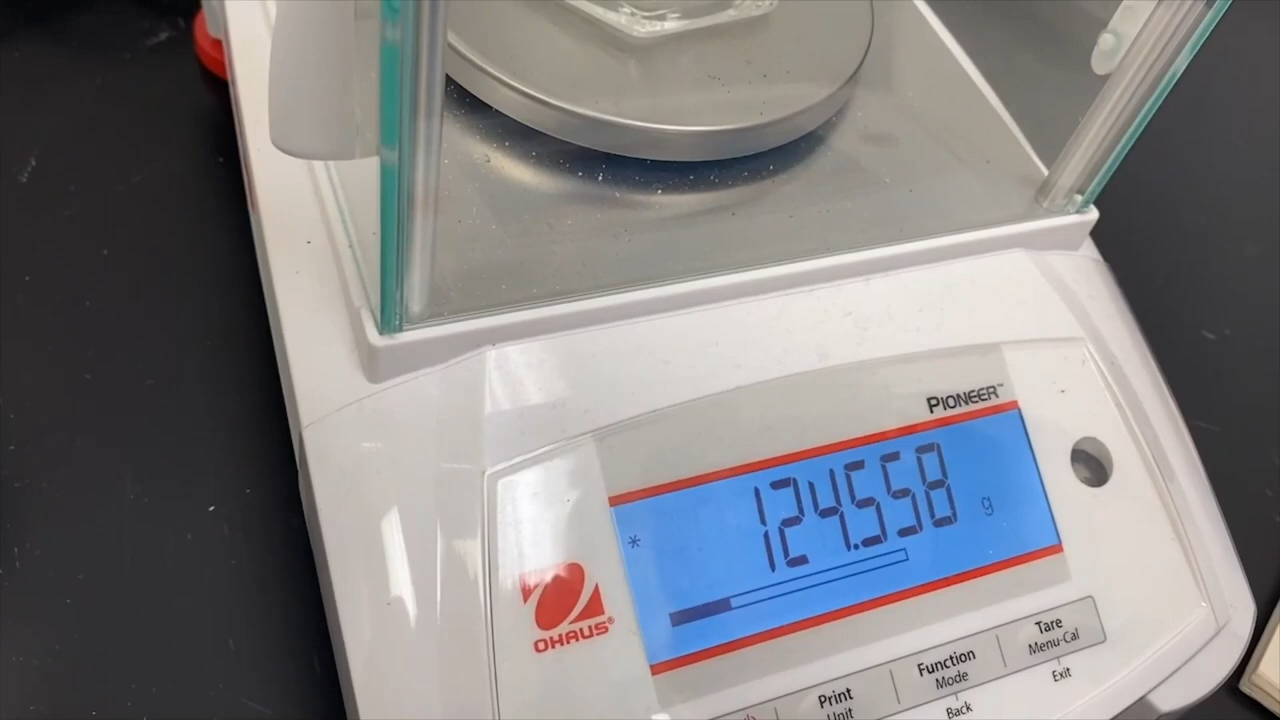 PIONEER™
* 124.558 g
OHAUS®
Tare
Menu-Cal
Function
Mode
Exit
Print
Unit
Back